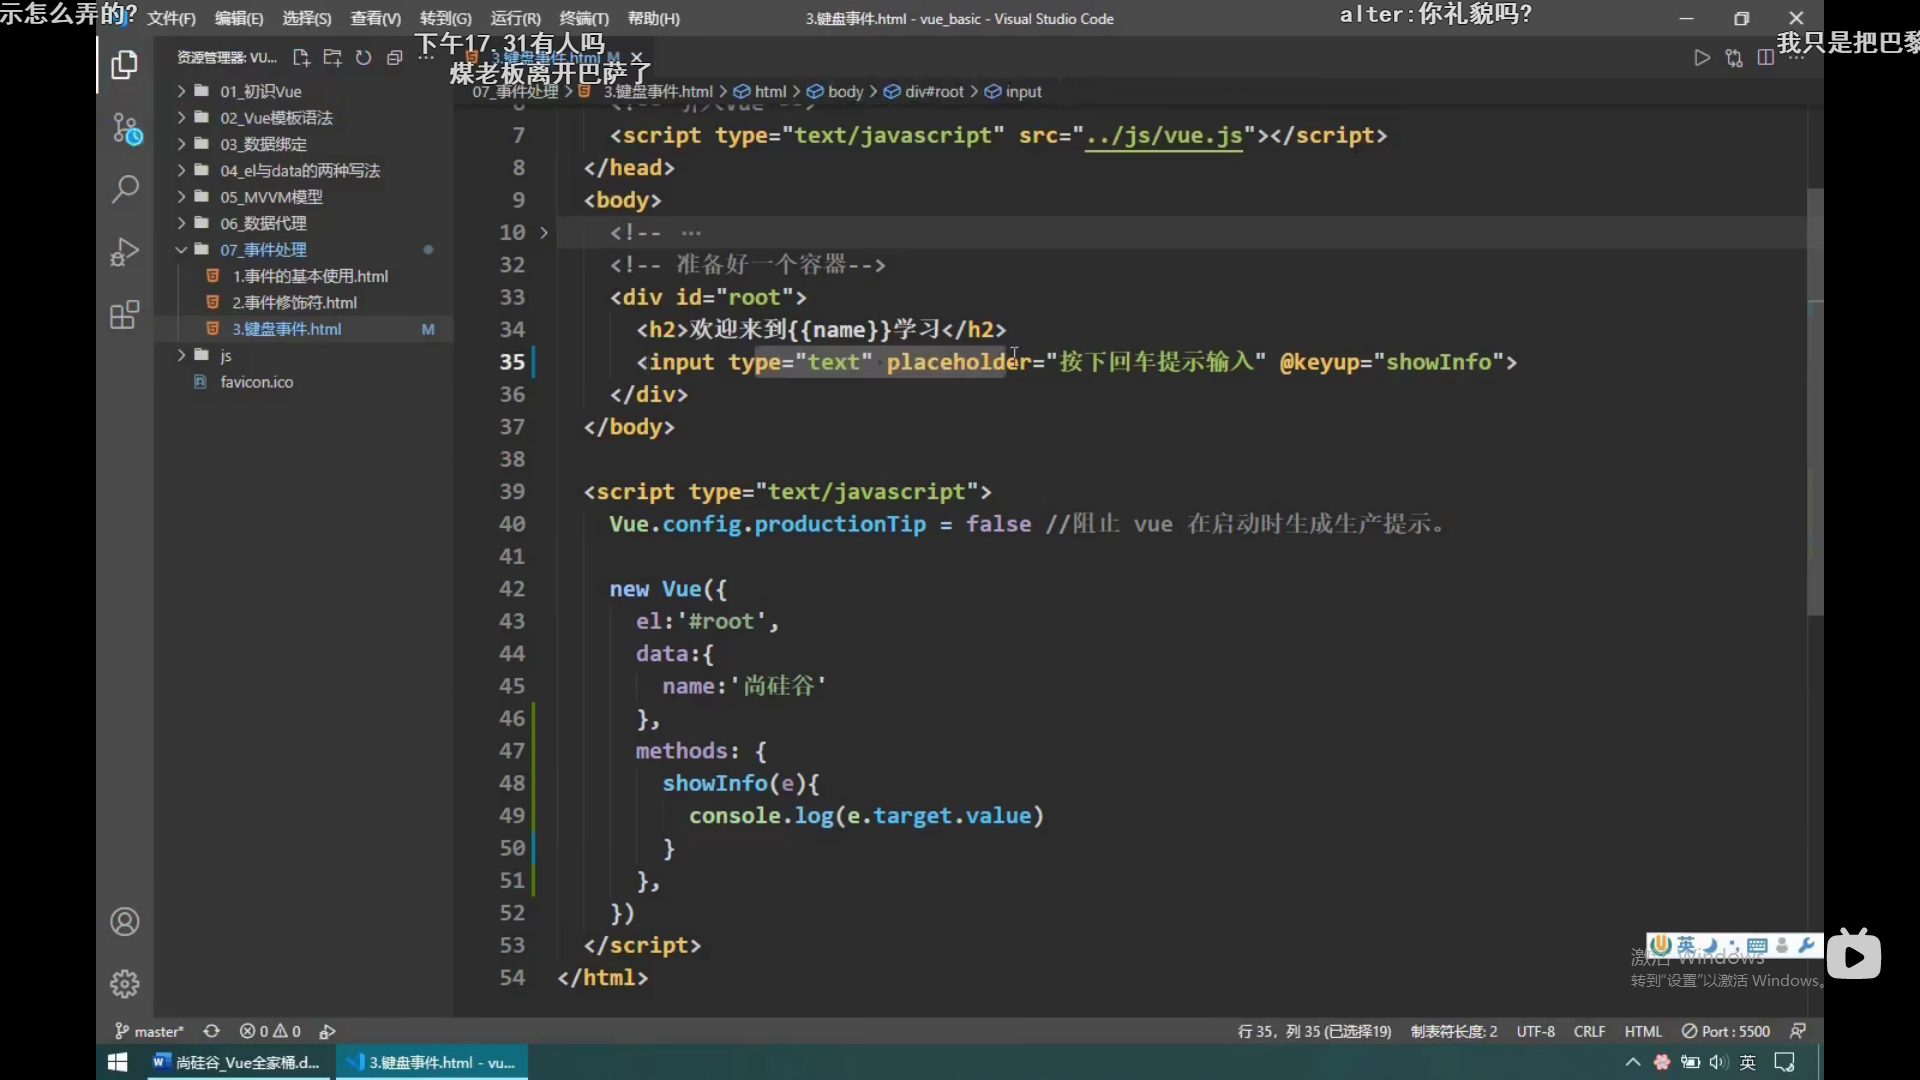 示怎么弄的?
文件(F) 编辑(E) 选择(S) 查看(V) 转到(G) 运行(R) 终端(T) 帮助(H)
3.键盘事件.html - vue_basic - Visual Studio Code
alter:你礼貌吗?
下午17.31有人吗
我只是把巴黎
资源管理器: VU...
3.键盘事件.html M
煤老板离开巴萨了
07_事件处理 > 3.键盘事件.html > html > body > div#root > input
01_初识Vue
02_Vue模板语法
03_数据绑定
04_el与data的两种写法
05_MVVM模型
06_数据代理
07_事件处理
1.事件的基本使用.html
2.事件修饰符.html
3.键盘事件.html M
js
favicon.ico
7 <script type="text/javascript" src="../js/vue.js"></script>
8 </head>
9 <body>
10 <!-- ...
32 <!-- 准备好一个容器-->
33 <div id="root">
34 <h2>欢迎来到{{name}}学习</h2>
35 <input type="text" placeholder="按下回车提示输入" @keyup="showInfo">
36 </div>
37 </body>
38
39 <script type="text/javascript">
40 Vue.config.productionTip = false //阻止 vue 在启动时生成生产提示。
41
42 new Vue({
43 el:'#root',
44 data:{
45 name:'尚硅谷'
46 },
47 methods: {
48 showInfo(e){
49 console.log(e.target.value)
50 }
51 },
52 })
53 </script>
54 </html>
英
激活 Windows
转到"设置"以激活 Windows。
master* 0 0
行 35，列 35 (已选择19) 制表符长度: 2 UTF-8 CRLF HTML Port : 5500
尚硅谷_Vue全家桶.d...
3.键盘事件.html - vu...
英